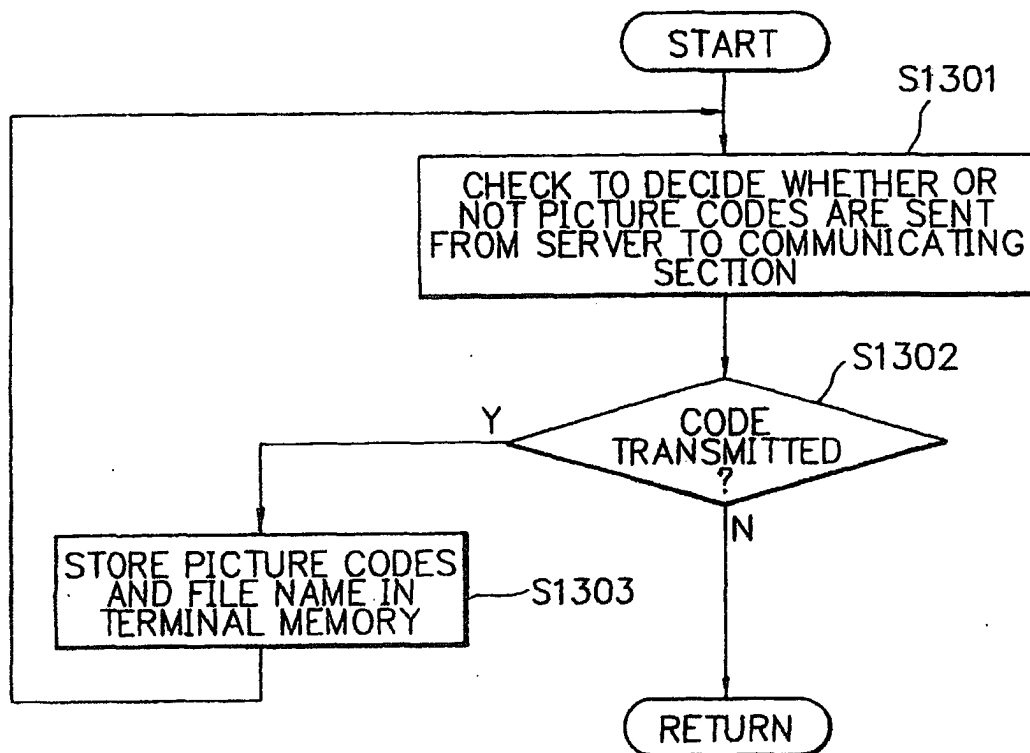 START
S1301
CHECK TO DECIDE WHETHER OR
NOT PICTURE CODES ARE SENT
FROM SERVER TO COMMUNICATING
SECTION
S1302
CODE
TRANSMITTED
?
Y
N
STORE PICTURE CODES
AND FILE NAME IN
TERMINAL MEMORY
S1303
RETURN